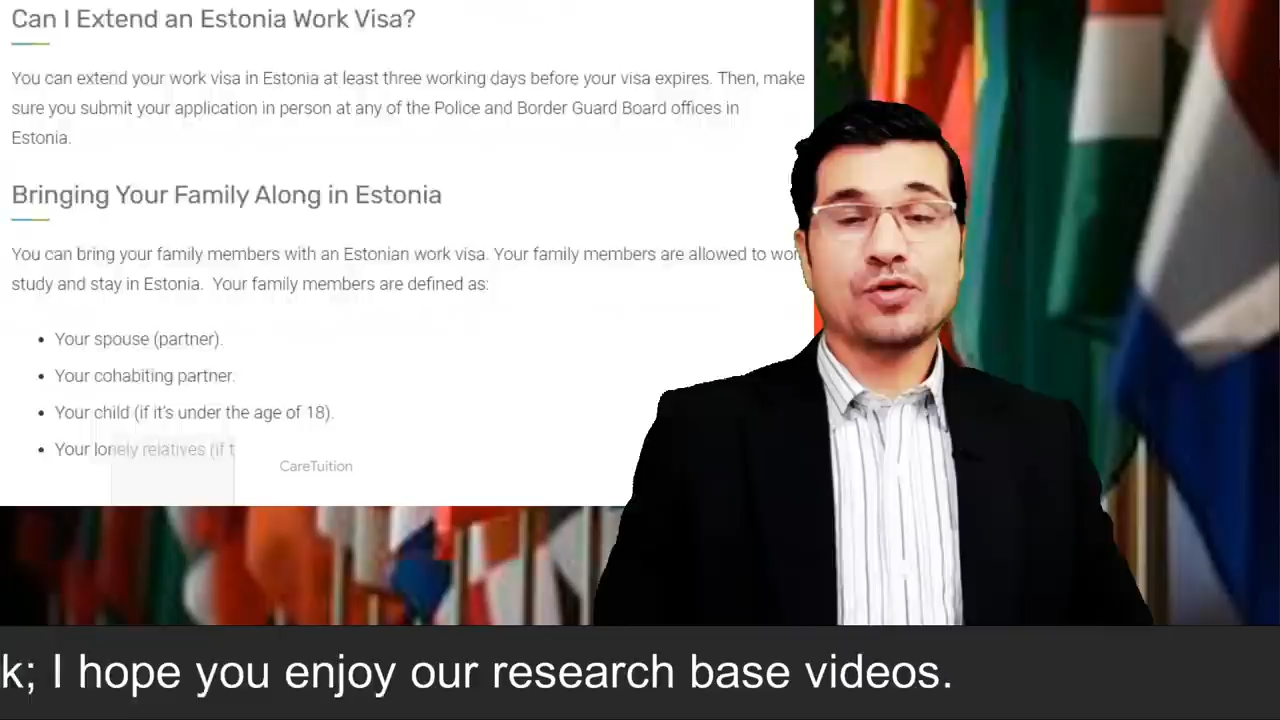 Can I Extend an Estonia Work Visa?
You can extend your work visa in Estonia at least three working days before your visa expires. Then, make
sure you submit your application in person at any of the Police and Border Guard Board offices in
Estonia.
Bringing Your Family Along in Estonia
You can bring your family members with an Estonian work visa. Your family members are allowed to
study and stay in Estonia. Your family members are defined as:
Your spouse (partner).
Your cohabiting partner.
Your child (if it's under the age of 18).
Your lonely relatives (if t
CareTuition
k; I hope you enjoy our research base videos.